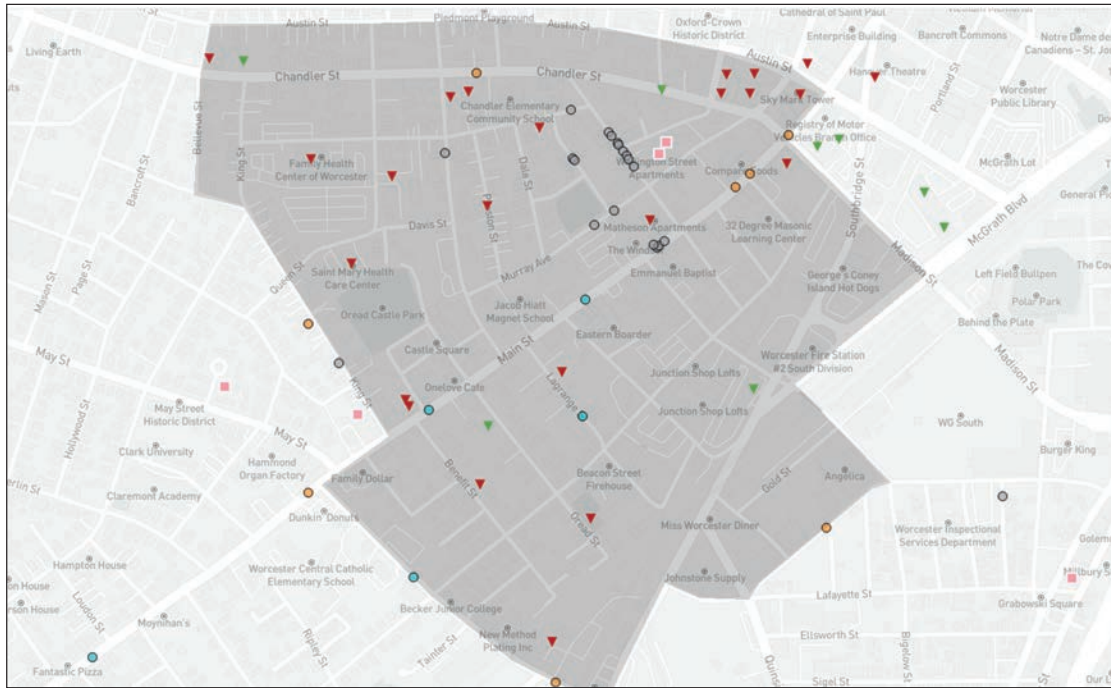 Austin St
Piedmont Playground
Austin St
Oxford-Crown
Historic District
Cathedral of Saint Paul
Enterprise Building
Bancroft Commons
Notre Dame de
Canadiens – St. Jo
Living Earth
Chandler St
Chandler St
Austin St
Hanover Theatre
Portland St
Worcester
Public Library
Chandler Elementary
Community School
Sky Mark Tower
Registry of Motor
Vehicles Branch Office
Bellevue St
King St
Bancroft St
Family Health
Center of Worcester
Dale St
Wellington Street
Apartments
Compare Foods
McGrath Lot
General
Preston St
Southbridge St
McGrath Blvd
Davis St
Matheson Apartments
32 Degree Masonic
Learning Center
Mason St
Page St
The Windsor
Murray Ave
Emmanuel Baptist
Madison St
Queen St
Saint Mary Health
Care Center
George's Coney
Island Hot Dogs
Left Field Bullpen
The Cov
Polar Park
Oread Castle Park
Jacob Hiatt
Magnet School
Behind the Plate
Eastern Boarder
Castle Square
Main St
Worcester Fire Station
#2 South Division
May St
King St
Madison St
Onelove Cafe
Lagrange
Junction Shop Lofts
May Street
Historic District
Junction Shop Lofts
Hollywood St
May St
WG South
Clark University
Burger King
Hammond
Organ Factory
Family Dollar
Benefit St
Beacon Street
Firehouse
Gold St
Angelica
Claremont Academy
Dunkin' Donuts
Oread St
Miss Worcester Diner
Worcester Inspectional
Services Department
Hampton House
Worcester Central Catholic
Elementary School
Johnstone Supply
Lafayette St
Grabowski Square
Loudon St
Moynihan's
Becker Junior College
New Method
Plating Inc
Ripley St
Tainter St
Ellsworth St
Bigelow St
Fantastic Pizza
Sigel St
Our L